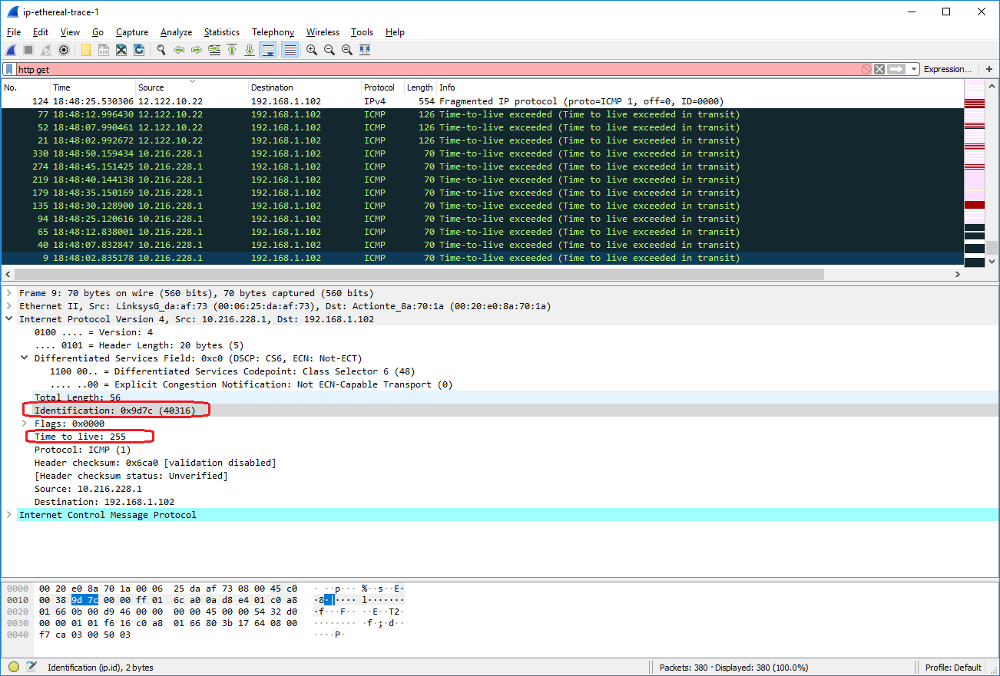 ip-ethereal-trace-1
File Edit View Go Capture Analyze Statistics Telephony Wireless Tools Help
http get Expression... +
No. Time Source Destination Protocol Length Info
124 18:48:25.530306 12.122.10.22 192.168.1.102 IPv4 554 Fragmented IP protocol (proto=ICMP 1, off=0, ID=0000)
77 18:48:12.996430 12.122.10.22 192.168.1.102 ICMP 126 Time-to-live exceeded (Time to live exceeded in transit)
52 18:48:07.990461 12.122.10.22 192.168.1.102 ICMP 126 Time-to-live exceeded (Time to live exceeded in transit)
21 18:48:02.992672 12.122.10.22 192.168.1.102 ICMP 126 Time-to-live exceeded (Time to live exceeded in transit)
330 18:48:50.159434 10.216.228.1 192.168.1.102 ICMP 70 Time-to-live exceeded (Time to live exceeded in transit)
274 18:48:45.151425 10.216.228.1 192.168.1.102 ICMP 70 Time-to-live exceeded (Time to live exceeded in transit)
219 18:48:40.144138 10.216.228.1 192.168.1.102 ICMP 70 Time-to-live exceeded (Time to live exceeded in transit)
179 18:48:35.150169 10.216.228.1 192.168.1.102 ICMP 70 Time-to-live exceeded (Time to live exceeded in transit)
135 18:48:30.128900 10.216.228.1 192.168.1.102 ICMP 70 Time-to-live exceeded (Time to live exceeded in transit)
94 18:48:25.120616 10.216.228.1 192.168.1.102 ICMP 70 Time-to-live exceeded (Time to live exceeded in transit)
65 18:48:12.838001 10.216.228.1 192.168.1.102 ICMP 70 Time-to-live exceeded (Time to live exceeded in transit)
40 18:48:07.832847 10.216.228.1 192.168.1.102 ICMP 70 Time-to-live exceeded (Time to live exceeded in transit)
9 18:48:02.835178 10.216.228.1 192.168.1.102 ICMP 70 Time-to-live exceeded (Time to live exceeded in transit)
Frame 9: 70 bytes on wire (560 bits), 70 bytes captured (560 bits)
Ethernet II, Src: LinksysG_da:af:73 (00:06:25:da:af:73), Dst: Actionte_8a:70:1a (00:20:e0:8a:70:1a)
Internet Protocol Version 4, Src: 10.216.228.1, Dst: 192.168.1.102
0100 .... = Version: 4
.... 0101 = Header Length: 20 bytes (5)
Differentiated Services Field: 0xc0 (DSCP: CS6, ECN: Not-ECT)
1100 00.. = Differentiated Services Codepoint: Class Selector 6 (48)
.... ..00 = Explicit Congestion Notification: Not ECN-Capable Transport (0)
Total Length: 56
Identification: 0x9d7c (40316)
Flags: 0x0000
Time to live: 255
Protocol: ICMP (1)
Header checksum: 0x6ca0 [validation disabled]
[Header checksum status: Unverified]
Source: 10.216.228.1
Destination: 192.168.1.102
Internet Control Message Protocol
0000 00 20 e0 8a 70 1a 00 06 25 da af 73 08 00 45 c0 · ··p··· %··s··E·
0010 00 38 9d 7c 00 00 ff 01 6c a0 0a d8 e4 01 c0 a8 ·8·|···· l·······
0020 01 66 0b 00 d9 46 00 00 00 00 45 00 00 54 32 d0 ·f···F·· ··E··T2·
0030 00 00 01 01 f6 16 c0 a8 01 66 80 3b 17 64 08 00 ········ ·f·;·d··
0040 f7 ca 03 00 50 03 ····P·
Identification (ip.id), 2 bytes Packets: 380 · Displayed: 380 (100.0%) Profile: Default